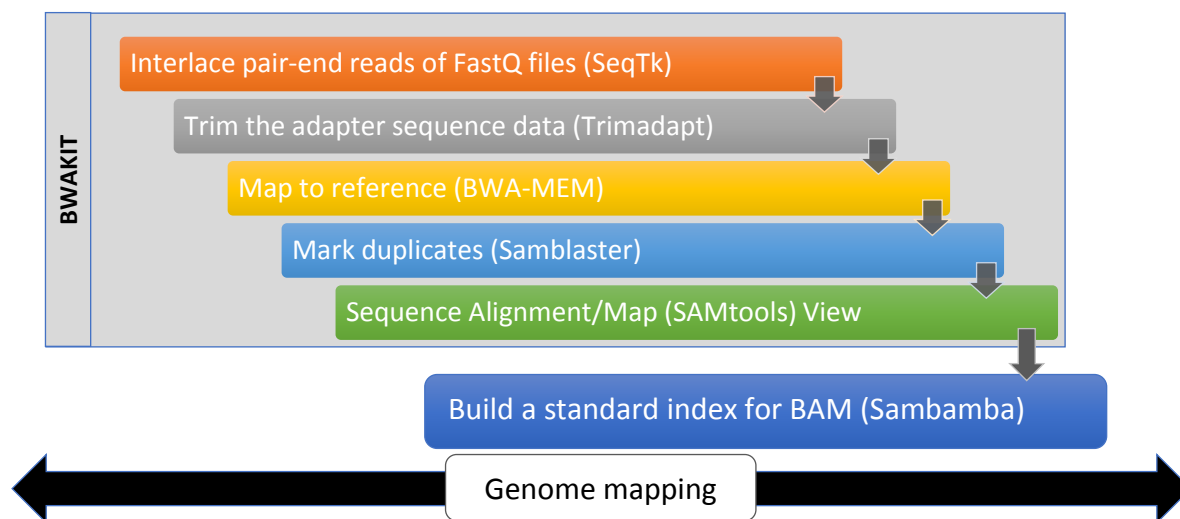 BWAKIT
Interlace pair-end reads of FastQ files (SeqTk)
Trim the adapter sequence data (Trimadapt)
Map to reference (BWA-MEM)
Mark duplicates (Samblaster)
Sequence Alignment/Map (SAMtools) View
Build a standard index for BAM (Sambamba)
Genome mapping